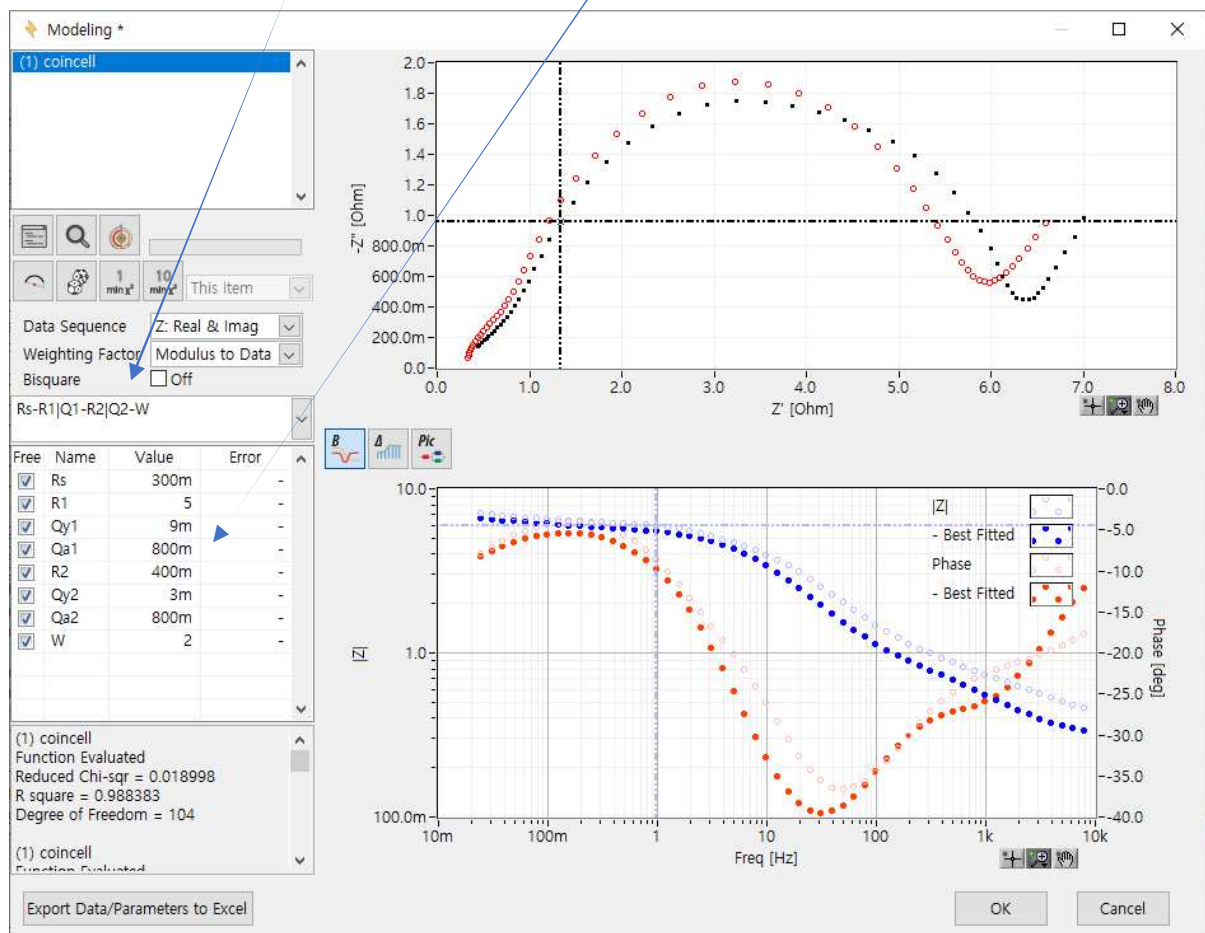 Modeling *
(1) coincell
1
min χ²
10
min χ²
This Item
Data Sequence
Z: Real & Imag
Weighting Factor
Modulus to Data
Bisquare
Off
Rs-R1|Q1-R2|Q2-W
Free Name Value Error
Rs 300m -
R1 5 -
Qy1 9m -
Qa1 800m -
R2 400m -
Qy2 3m -
Qa2 800m -
W 2 -
(1) coincell
Function Evaluated
Reduced Chi-sqr = 0.018998
R square = 0.988383
Degree of Freedom = 104
(1) coincell
Function Evaluated
Export Data/Parameters to Excel
2.0
1.8
1.6
1.4
1.2
1.0
800.0m
600.0m
400.0m
200.0m
0.0
-Z" [Ohm]
0.0 1.0 2.0 3.0 4.0 5.0 6.0 7.0 8.0
Z' [Ohm]
B
Δ
Pic
10.0
1.0
100.0m
|Z|
|Z|
- Best Fitted
Phase
- Best Fitted
-0.0
-5.0
-10.0
-15.0
-20.0
-25.0
-30.0
-35.0
-40.0
Phase [deg]
10m 100m 1 10 100 1k 10k
Freq [Hz]
OK
Cancel